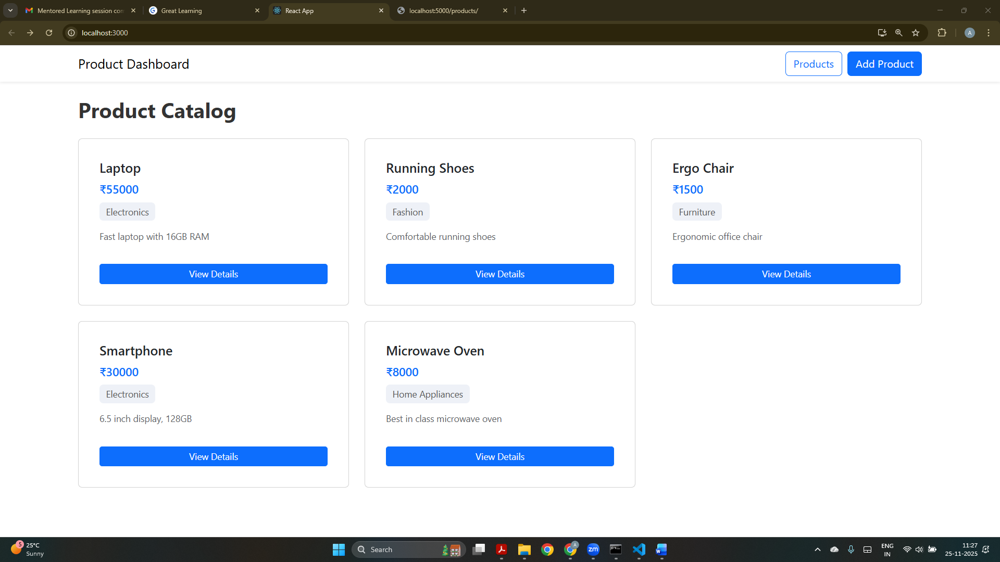 Mentored Learning session con
Great Learning
React App
localhost:5000/products/
localhost:3000
A
Product Dashboard
Products
Add Product
Product Catalog
Laptop
₹55000
Electronics
Fast laptop with 16GB RAM
View Details
Running Shoes
₹2000
Fashion
Comfortable running shoes
View Details
Ergo Chair
₹1500
Furniture
Ergonomic office chair
View Details
Smartphone
₹30000
Electronics
6.5 inch display, 128GB
View Details
Microwave Oven
₹8000
Home Appliances
Best in class microwave oven
View Details
5
25°C
Sunny
Search
A
zm
W
ENG
IN
11:27
25-11-2025